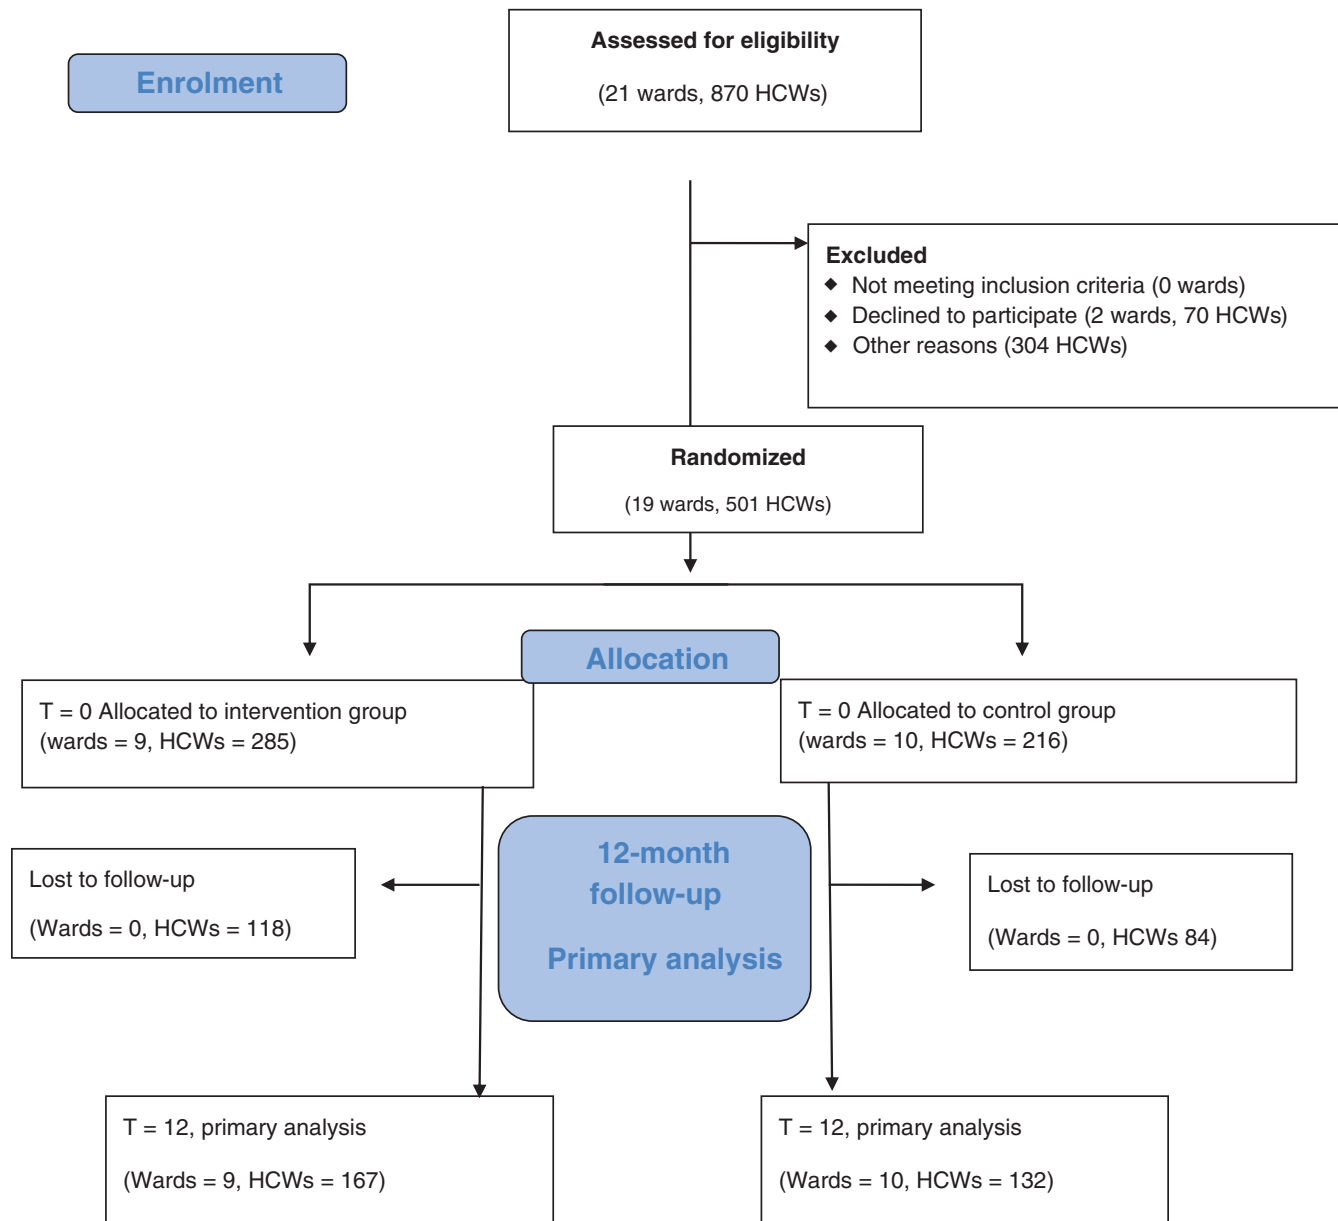 Enrolment
Assessed for eligibility
(21 wards, 870 HCWs)
Excluded
◆ Not meeting inclusion criteria (0 wards)
◆ Declined to participate (2 wards, 70 HCWs)
◆ Other reasons (304 HCWs)
Randomized
(19 wards, 501 HCWs)
Allocation
T = 0 Allocated to intervention group
(wards = 9, HCWs = 285)
T = 0 Allocated to control group
(wards = 10, HCWs = 216)
12-month
follow-up
Primary analysis
Lost to follow-up
(Wards = 0, HCWs = 118)
Lost to follow-up
(Wards = 0, HCWs 84)
T = 12, primary analysis
(Wards = 9, HCWs = 167)
T = 12, primary analysis
(Wards = 10, HCWs = 132)